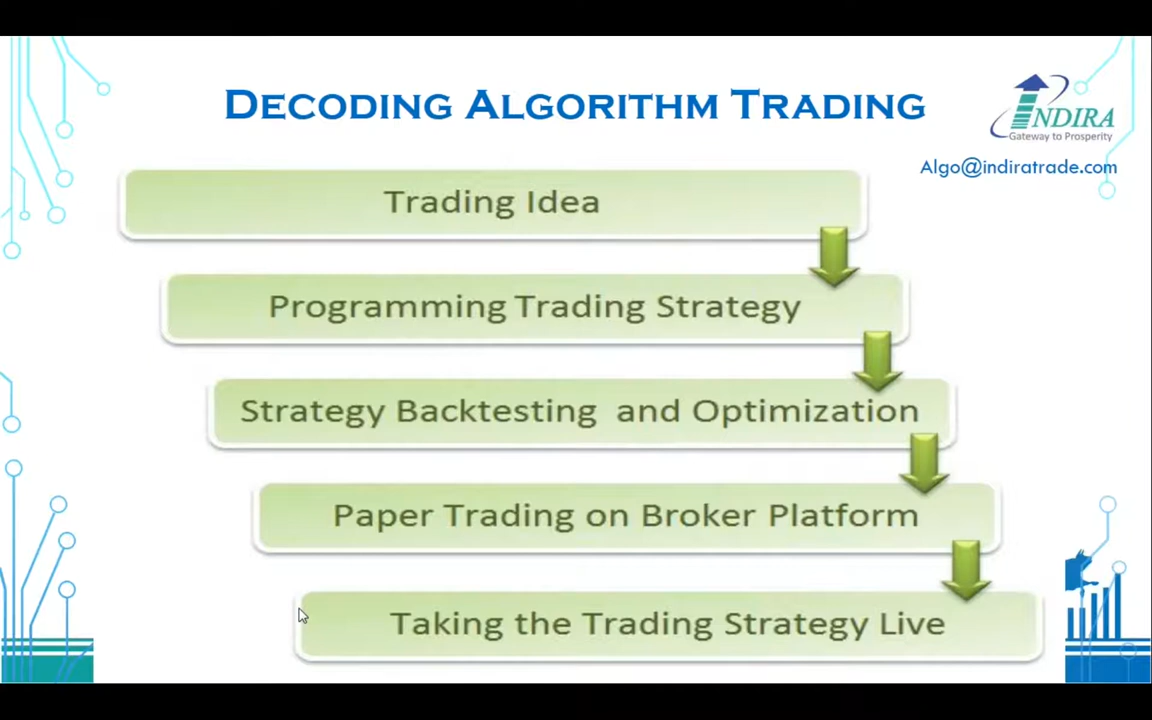 DECODING ALGORITHM TRADING
INDIRA
Gateway to Prosperity
Algo@indiratrade.com
Trading Idea
Programming Trading Strategy
Strategy Backtesting and Optimization
Paper Trading on Broker Platform
Taking the Trading Strategy Live